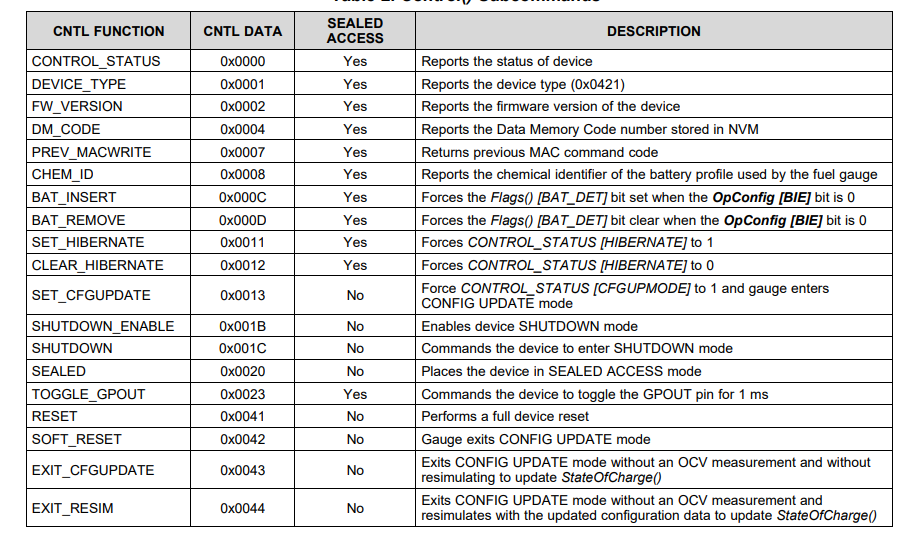 CNTL FUNCTION CNTL DATA SEALED ACCESS DESCRIPTION
CONTROL_STATUS 0x0000 Yes Reports the status of device
DEVICE_TYPE 0x0001 Yes Reports the device type (0x0421)
FW_VERSION 0x0002 Yes Reports the firmware version of the device
DM_CODE 0x0004 Yes Reports the Data Memory Code number stored in NVM
PREV_MACWRITE 0x0007 Yes Returns previous MAC command code
CHEM_ID 0x0008 Yes Reports the chemical identifier of the battery profile used by the fuel gauge
BAT_INSERT 0x000C Yes Forces the Flags() [BAT_DET] bit set when the OpConfig [BIE] bit is 0
BAT_REMOVE 0x000D Yes Forces the Flags() [BAT_DET] bit clear when the OpConfig [BIE] bit is 0
SET_HIBERNATE 0x0011 Yes Forces CONTROL_STATUS [HIBERNATE] to 1
CLEAR_HIBERNATE 0x0012 Yes Forces CONTROL_STATUS [HIBERNATE] to 0
SET_CFGUPDATE 0x0013 No Force CONTROL_STATUS [CFGUPMODE] to 1 and gauge enters
CONFIG UPDATE mode
SHUTDOWN_ENABLE 0x001B No Enables device SHUTDOWN mode
SHUTDOWN 0x001C No Commands the device to enter SHUTDOWN mode
SEALED 0x0020 No Places the device in SEALED ACCESS mode
TOGGLE_GPOUT 0x0023 Yes Commands the device to toggle the GPOUT pin for 1 ms
RESET 0x0041 No Performs a full device reset
SOFT_RESET 0x0042 No Gauge exits CONFIG UPDATE mode
EXIT_CFGUPDATE 0x0043 No Exits CONFIG UPDATE mode without an OCV measurement and without
resimulating to update StateOfCharge()
EXIT_RESIM 0x0044 No Exits CONFIG UPDATE mode without an OCV measurement and
resimulates with the updated configuration data to update StateOfCharge()